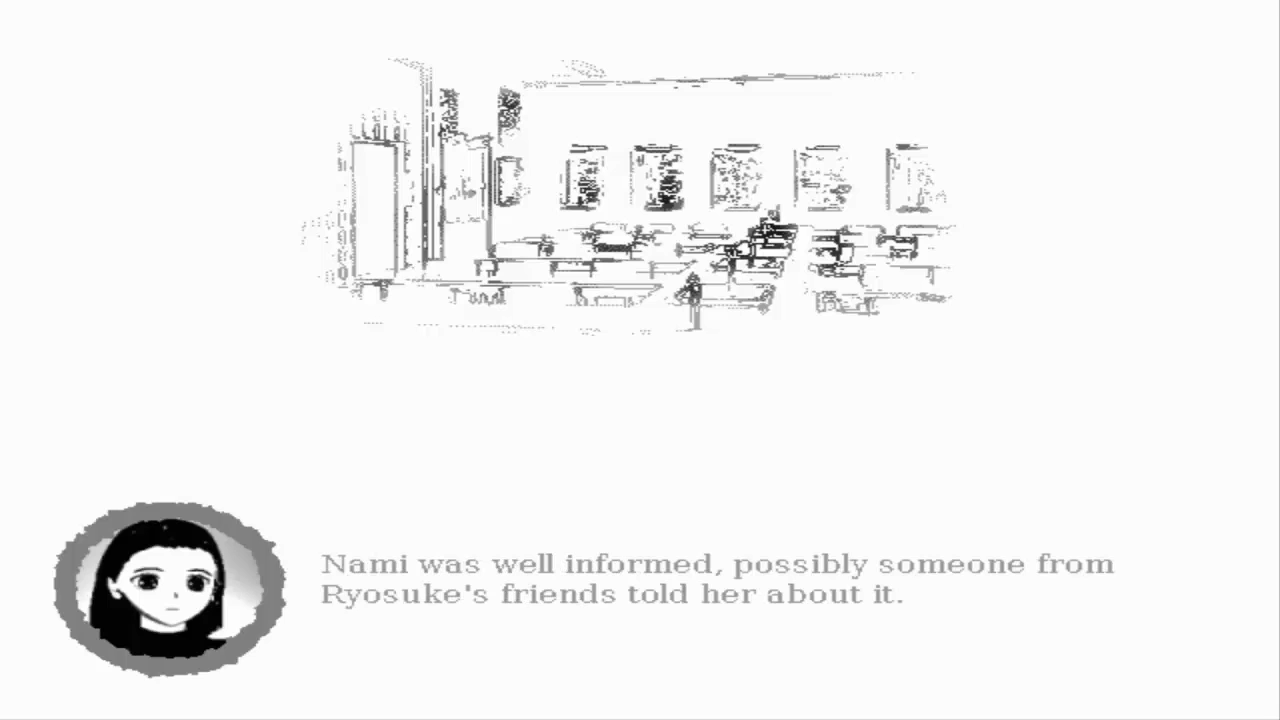 Nami was well informed, possibly someone from
Ryosuke's friends told her about it.